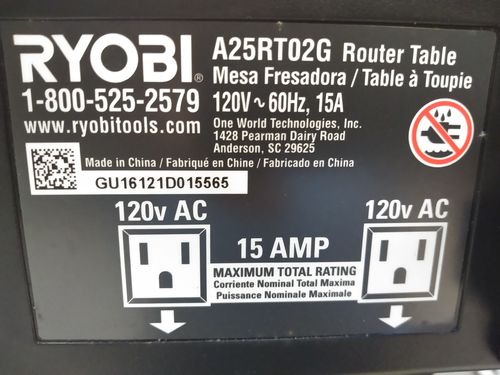 RYOBI® A25RT02G Router Table
Mesa Fresadora / Table à Toupie
1-800-525-2579 120V ~ 60Hz, 15A
www.ryobitools.com One World Technologies, Inc.
1428 Pearman Dairy Road
Anderson, SC 29625
Made in China / Fabriqué en Chine / Fabricado en China
GU16121D015565
120v AC 120v AC
15 AMP
MAXIMUM TOTAL RATING
Corriente Nominal Total Maxima
Puissance Nominale Maximale